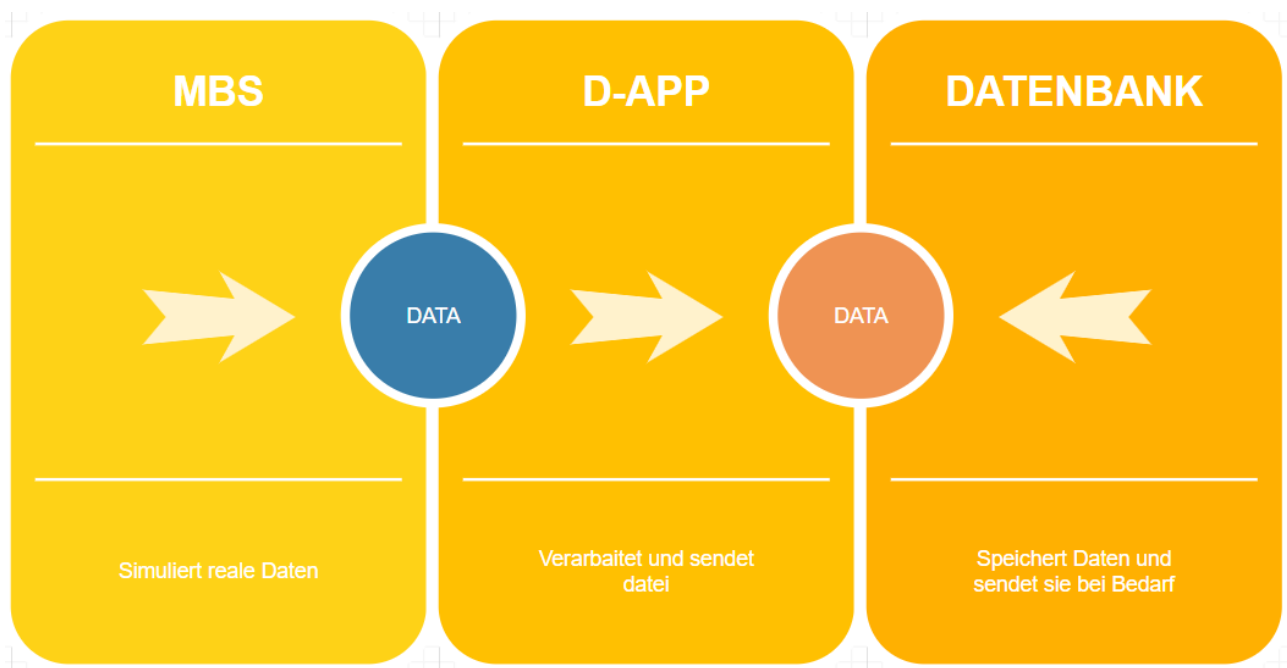 MBS
D-APP
DATENBANK
DATA
DATA
Simuliert reale Daten
Verarbaitet und sendet
datei
Speichert Daten und
sendet sie bei Bedarf